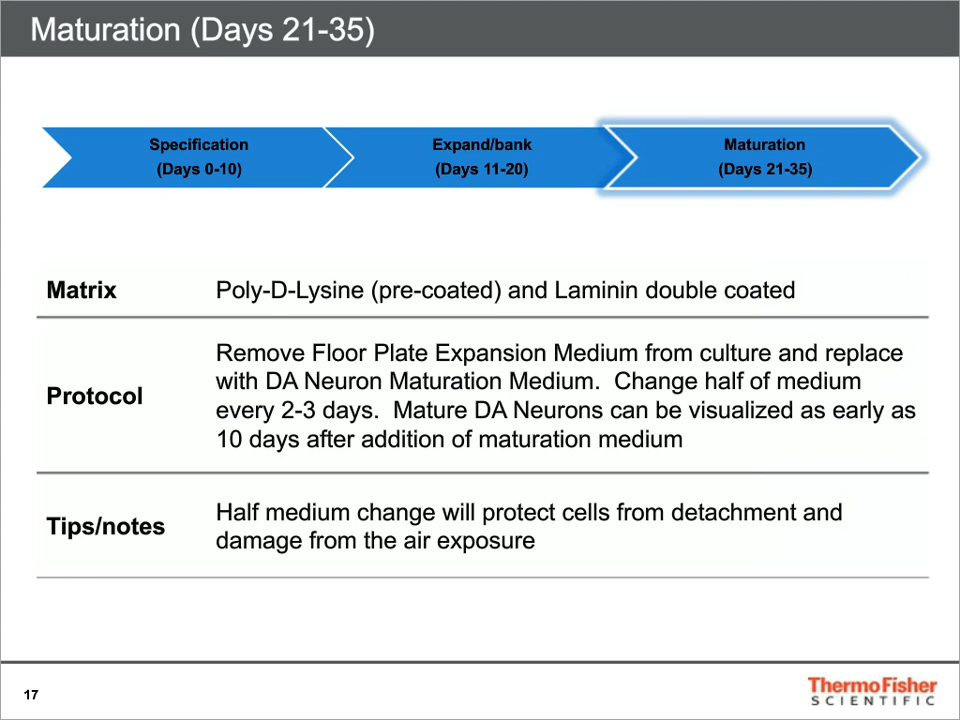 Maturation (Days 21-35)
Specification
(Days 0-10)
Expand/bank
(Days 11-20)
Maturation
(Days 21-35)
Matrix
Poly-D-Lysine (pre-coated) and Laminin double coated
Protocol
Remove Floor Plate Expansion Medium from culture and replace
with DA Neuron Maturation Medium.  Change half of medium
every 2-3 days.  Mature DA Neurons can be visualized as early as
10 days after addition of maturation medium
Tips/notes
Half medium change will protect cells from detachment and
damage from the air exposure
17
ThermoFisher
SCIENTIFIC